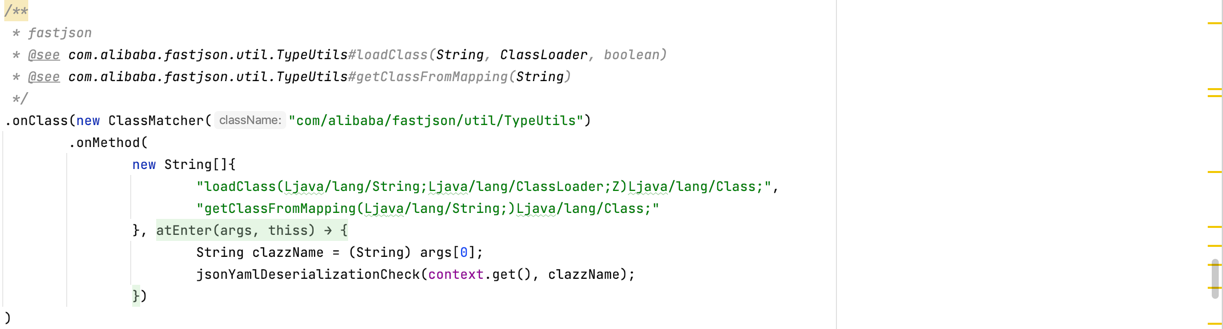 /**
 * fastjson
 * @see com.alibaba.fastjson.util.TypeUtils#loadClass(String, ClassLoader, boolean)
 * @see com.alibaba.fastjson.util.TypeUtils#getClassFromMapping(String)
 */
.onClass(new ClassMatcher( className: "com/alibaba/fastjson/util/TypeUtils")
        .onMethod(
                new String[]{
                        "loadClass(Ljava/lang/String;Ljava/lang/ClassLoader;Z)Ljava/lang/Class;",
                        "getClassFromMapping(Ljava/lang/String;)Ljava/lang/Class;"
                }, atEnter(args, thiss) → {
                        String clazzName = (String) args[0];
                        jsonYamlDeserializationCheck(context.get(), clazzName);
                })
)